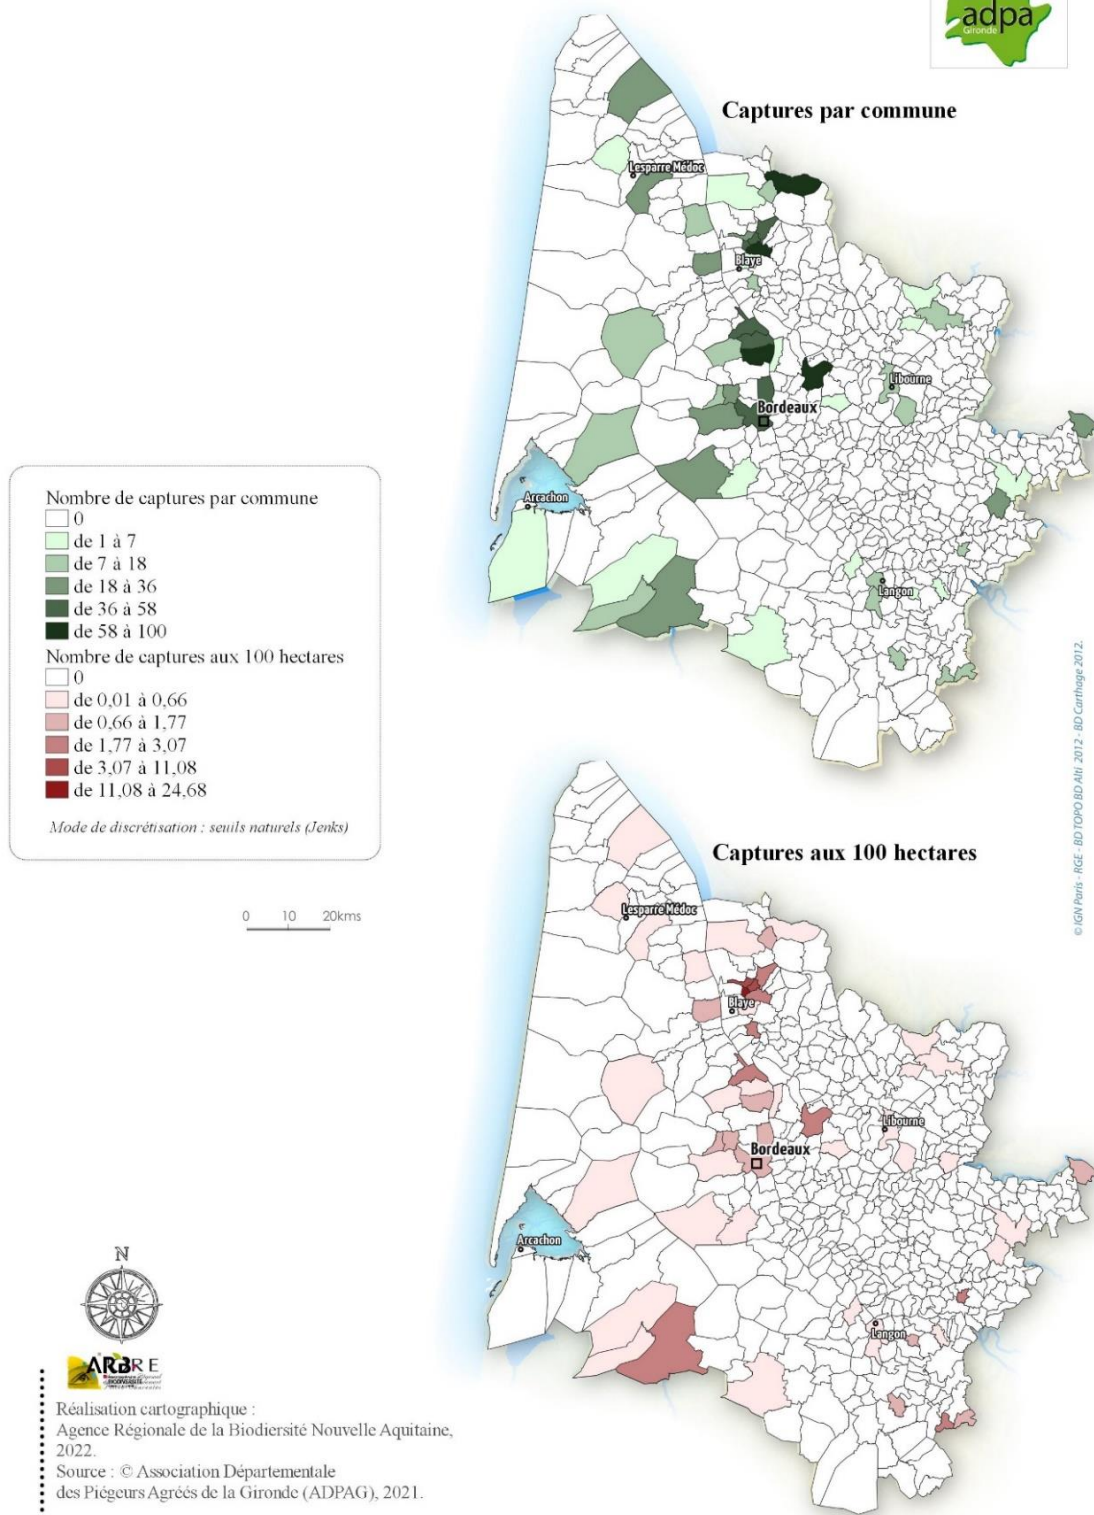 adpa
Gironde
Captures par commune
Lesparre Médoc
Blaye
Libourne
Bordeaux
Arcachon
Langon
Nombre de captures par commune
0
de 1 à 7
de 7 à 18
de 18 à 36
de 36 à 58
de 58 à 100
Nombre de captures aux 100 hectares
0
de 0,01 à 0,66
de 0,66 à 1,77
de 1,77 à 3,07
de 3,07 à 11,08
de 11,08 à 24,68
Mode de discrétisation : seuils naturels (Jenks)
0 10 20kms
© IGN Paris - RGE - BD TOPO BD Alti 2012 - BD Carthage 2012.
Captures aux 100 hectares
Lesparre Médoc
Blaye
Libourne
Bordeaux
Arcachon
Langon
N
Réalisation cartographique :
Agence Régionale de la Biodiversité Nouvelle Aquitaine,
2022.
Source : © Association Départementale
des Piégeurs Agréés de la Gironde (ADPAG), 2021.